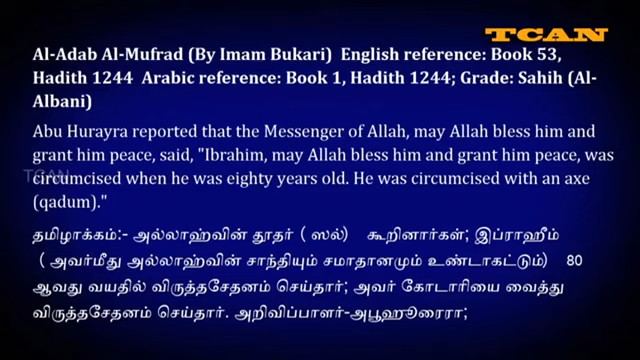 TCAN
Al-Adab Al-Mufrad (By Imam Bukari)  English reference: Book 53,
Hadith 1244  Arabic reference: Book 1, Hadith 1244; Grade: Sahih (Al-
Albani)
Abu Hurayra reported that the Messenger of Allah, may Allah bless him and
grant him peace, said, "Ibrahim, may Allah bless him and grant him peace, was
TCAN
circumcised when he was eighty years old. He was circumcised with an axe
(qadum)."
தமிழாக்கம்:- அல்லாஹ்வின் தூதர் ( ஸல்)  கூறினார்கள்; இப்ராஹீம்
( அவர்மீது அல்லாஹ்வின் சாந்தியும் சமாதானமும் உண்டாகட்டும்)  80
ஆவது வயதில் விருத்தசேதனம் செய்தார்; அவர் கோடாரியை வைத்து
விருத்தசேதனம் செய்தார். அறிவிப்பாளர்-அபூஹூரைரா;